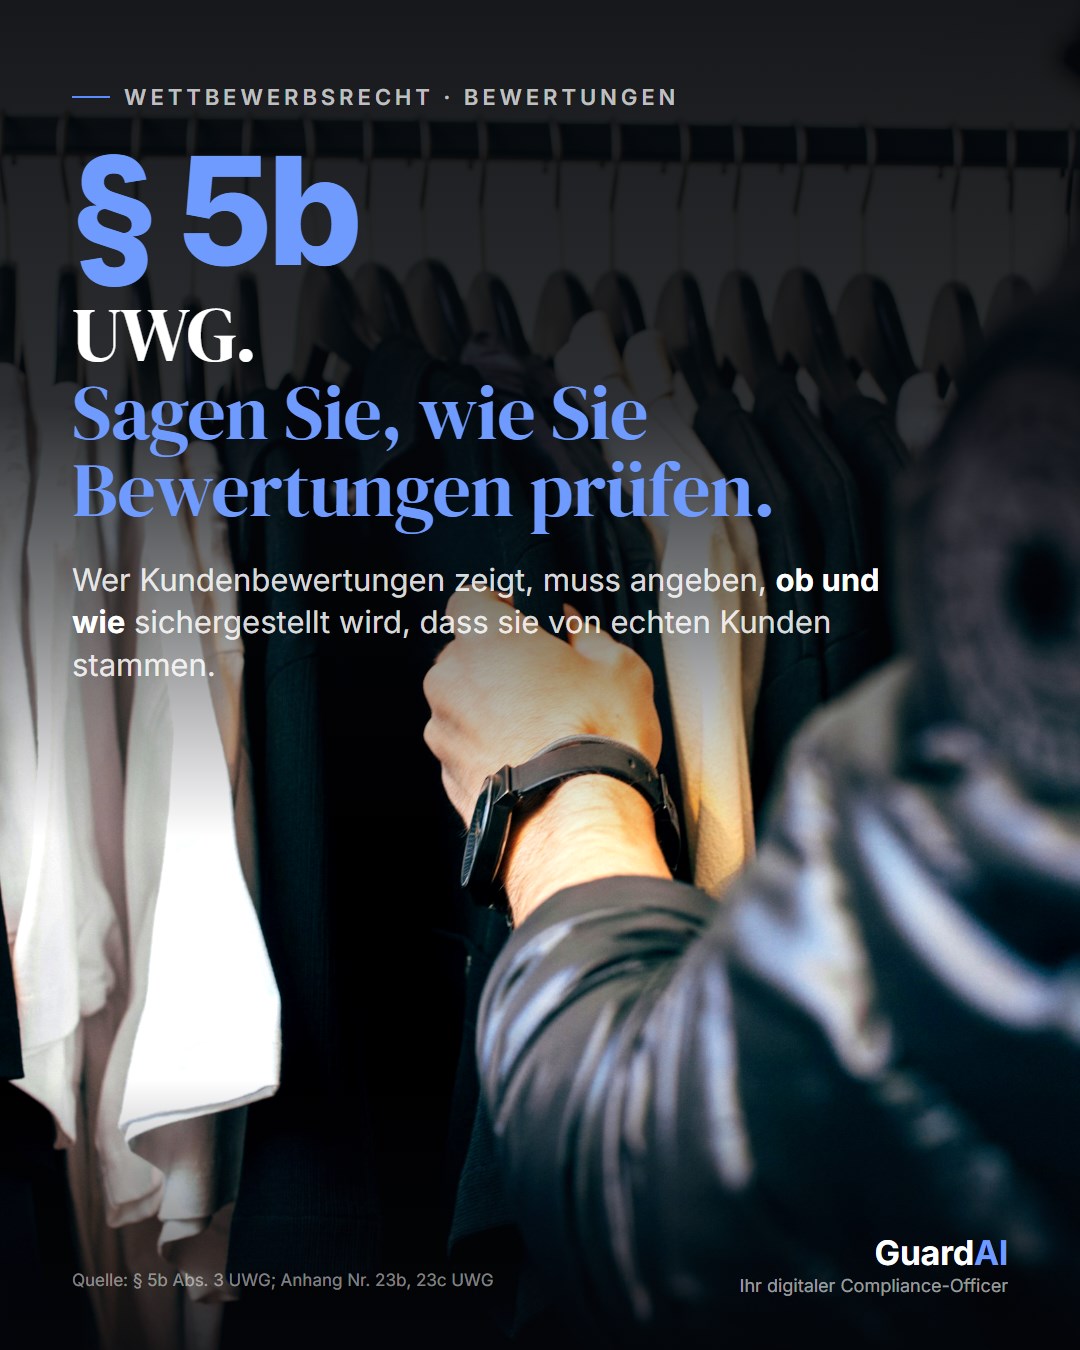 WETTBEWERBSRECHT · BEWERTUNGEN
§ 5b
UWG.
Sagen Sie, wie Sie
Bewertungen prüfen.
Wer Kundenbewertungen zeigt, muss angeben, ob und
wie sichergestellt wird, dass sie von echten Kunden
stammen.
Quelle: § 5b Abs. 3 UWG; Anhang Nr. 23b, 23c UWG
GuardAI
Ihr digitaler Compliance-Officer